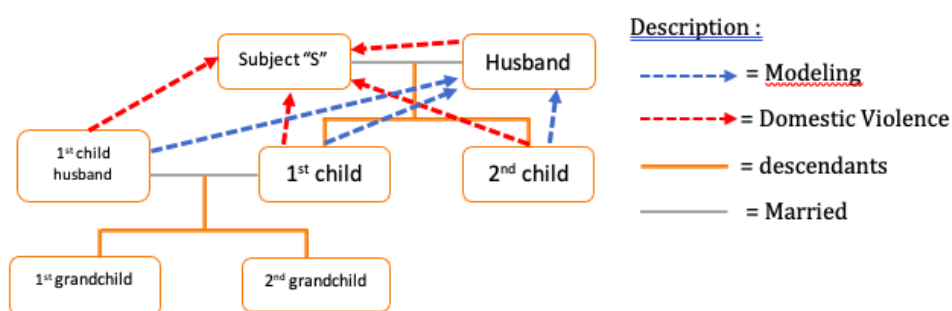 Subject “S”
Husband
1st child
husband
1st child
2nd child
1st grandchild
2nd grandchild
Description :
= Modeling
= Domestic Violence
= descendants
= Married